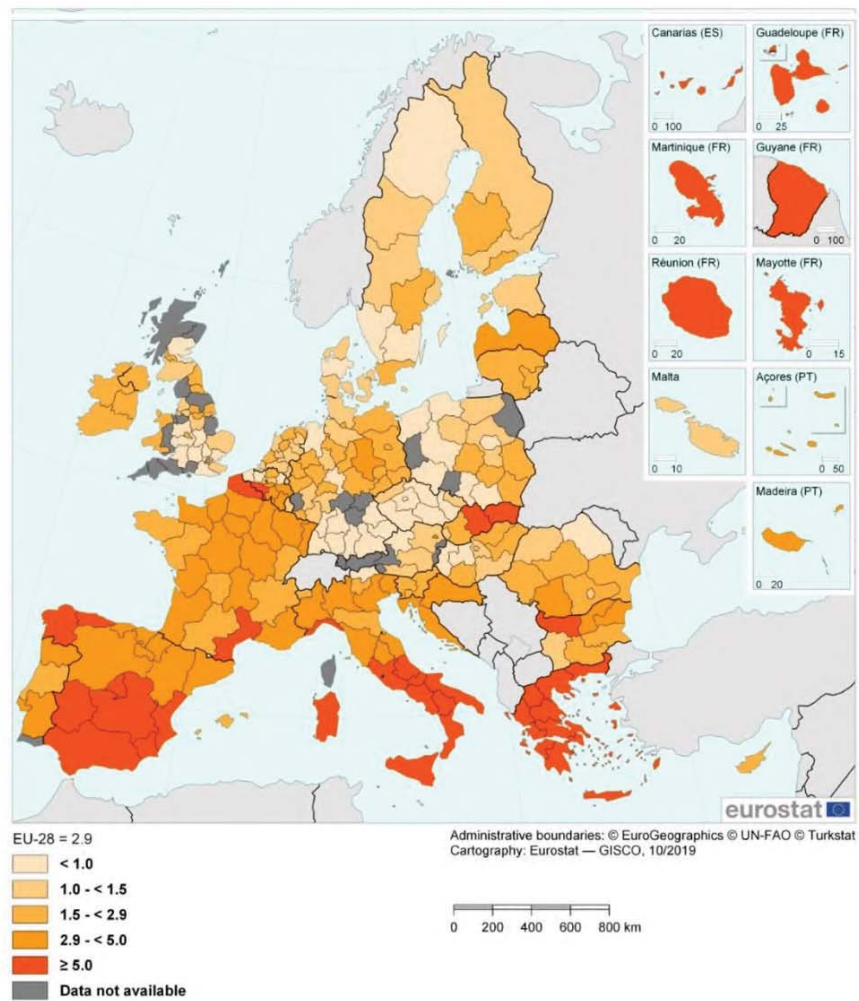 Canarias (ES)
0 100
Guadeloupe (FR)
0 25
Martinique (FR)
0 20
Guyane (FR)
0 100
Réunion (FR)
0 20
Mayotte (FR)
0 15
Malta
0 10
Açores (PT)
0 50
Madeira (PT)
0 20
eurostat
EU-28 = 2.9
< 1.0
1.0 - < 1.5
1.5 - < 2.9
2.9 - < 5.0
≥ 5.0
Data not available
Administrative boundaries: © EuroGeographics © UN-FAO © Turkstat
Cartography: Eurostat — GISCO, 10/2019
0 200 400 600 800 km